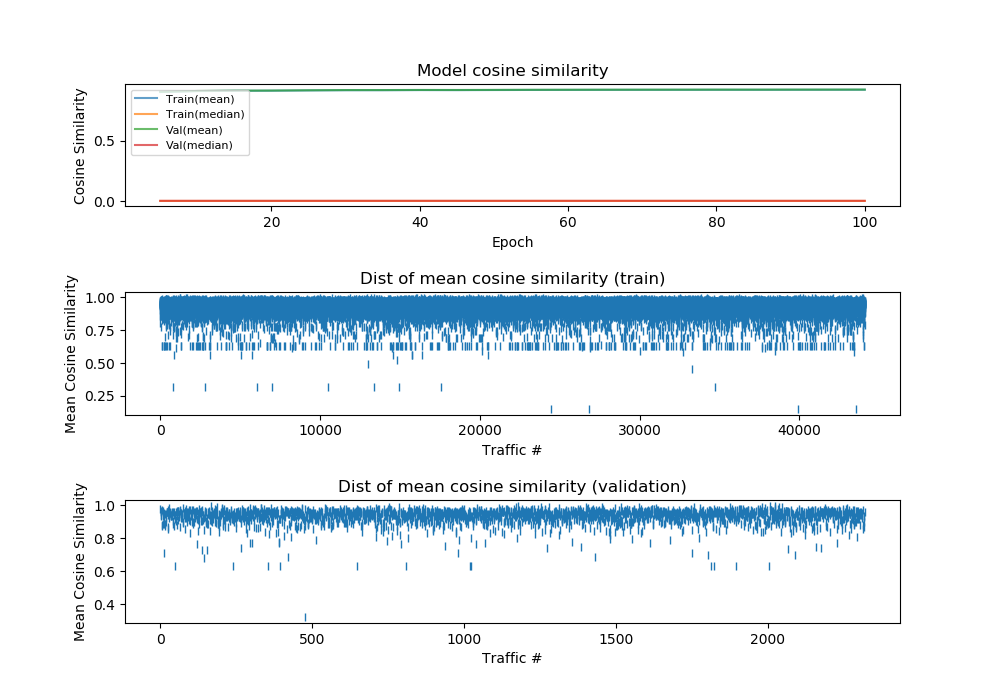 Model cosine similarity
Cosine Similarity
0.5
0.0
Train(mean)
Train(median)
Val(mean)
Val(median)
20 40 60 80 100
Epoch
Dist of mean cosine similarity (train)
Mean Cosine Similarity
1.00
0.75
0.50
0.25
0 10000 20000 30000 40000
Traffic #
Dist of mean cosine similarity (validation)
Mean Cosine Similarity
1.0
0.8
0.6
0.4
0 500 1000 1500 2000
Traffic #